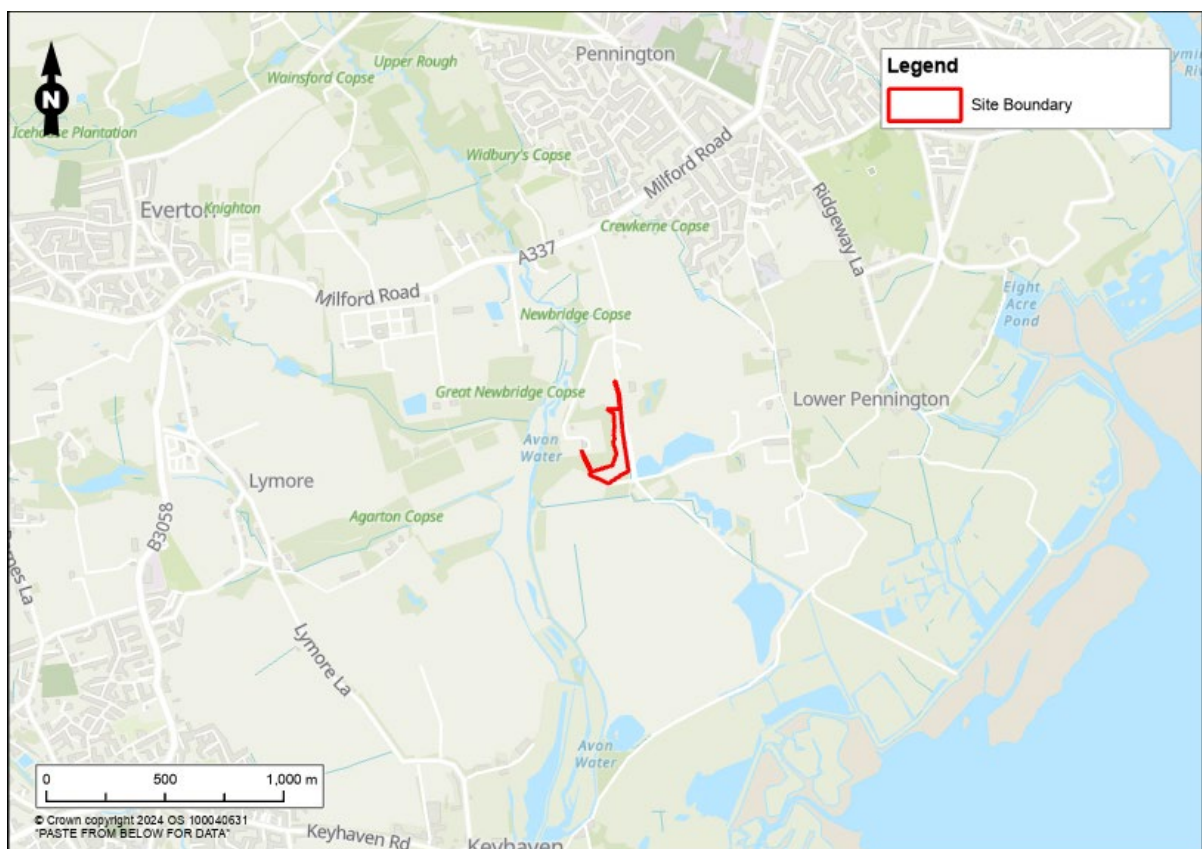 Pennington
Upper Rough
Wainsford Copse
Icehouse Plantation
N
Legend
Site Boundary
Widbury's Copse
Milford Road
Everton
Knighton
Crewkerne Copse
Ridgeway La
A337
Milford Road
Newbridge Copse
Eight
Acre
Pond
Great Newbridge Copse
Lower Pennington
Avon
Water
Lymore
Agarton Copse
B3058
Lymore La
Avon
Water
0 500 1,000 m
© Crown copyright 2024 OS 100040631
"PASTE FROM BELOW FOR DATA"
Keyhaven Rd
Keyhaven